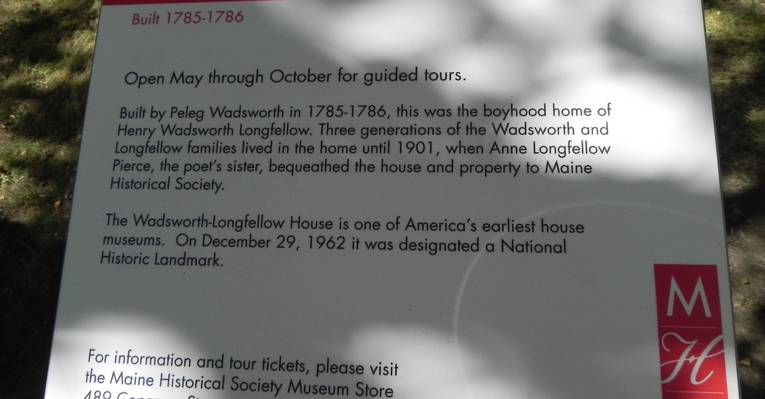 Built 1785-1786
Open May through October for guided tours.
Built by Peleg Wadsworth in 1785-1786, this was the boyhood home of
Henry Wadsworth Longfellow. Three generations of the Wadsworth and
Longfellow families lived in the home until 1901, when Anne Longfellow
Pierce, the poet's sister, bequeathed the house and property to Maine
Historical Society.
The Wadsworth-Longfellow House is one of America's earliest house
museums. On December 29, 1962 it was designated a National
Historic Landmark.
For information and tour tickets, please visit
the Maine Historical Society Museum Store
489
M
H